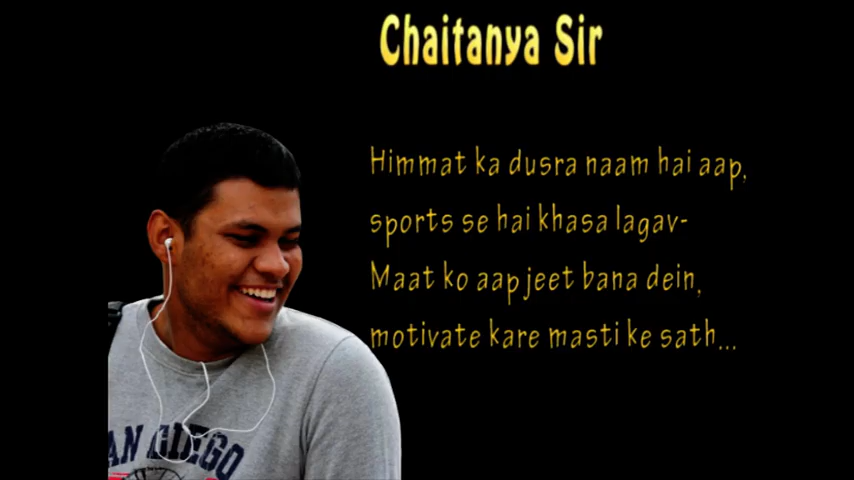 Chaitanya Sir
Himmat ka dusra naam hai aap,
sports se hai khasa lagav-
Maat ko aap jeet bana dein,
motivate kare masti ke sath...
AN DIEGO